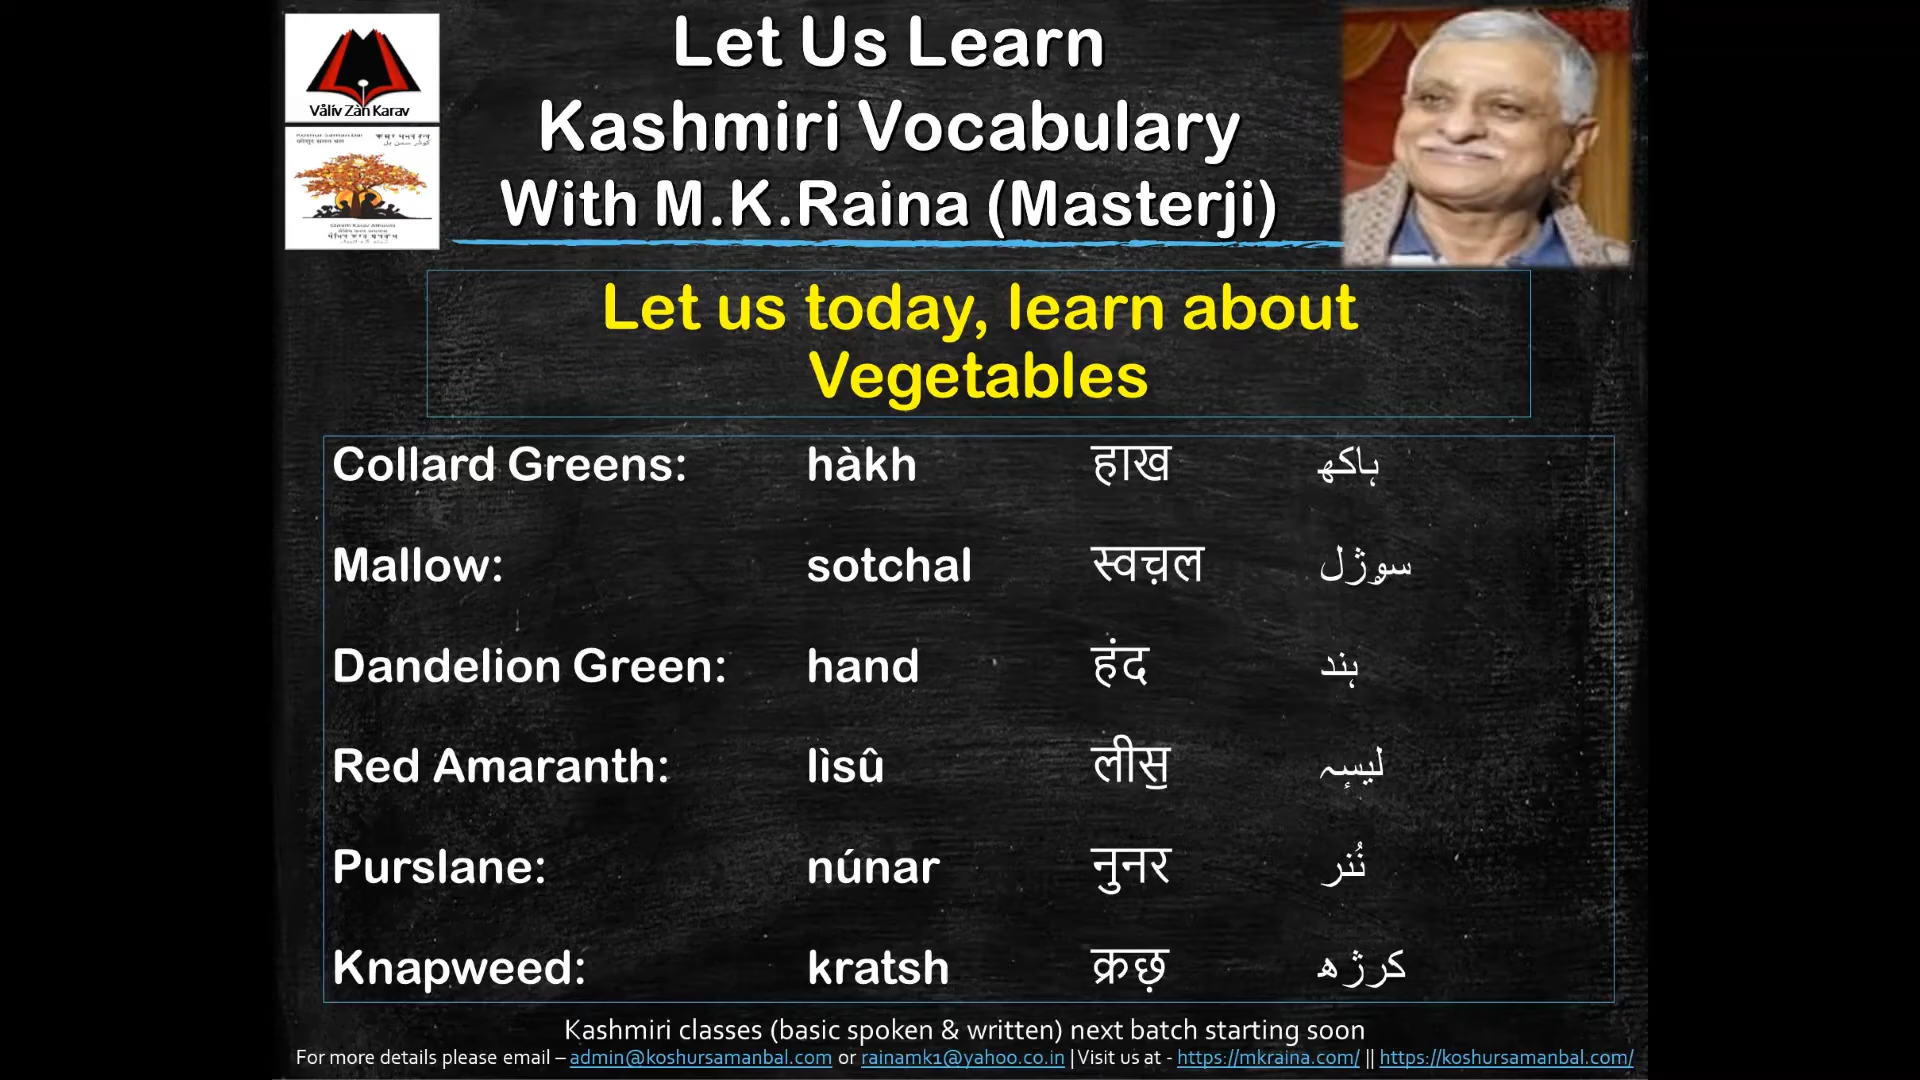 Vålív Zàn Karav
Let Us Learn
Kashmiri Vocabulary
With M.K.Raina (Masterji)
Let us today, learn about
Vegetables
Collard Greens: hàkh हाख ہاکھ
Mallow: sotchal स्वच़ल سۄژل
Dandelion Green: hand हंद ہند
Red Amaranth: lìsû लीस॒ لیسہٕ
Purslane: núnar नुनर نُنر
Knapweed: kratsh क्रछ़ کرژھ
Kashmiri classes (basic spoken & written) next batch starting soon
For more details please email – admin@koshursamanbal.com or rainamk1@yahoo.co.in | Visit us at - https://mkraina.com/ || https://koshursamanbal.com/